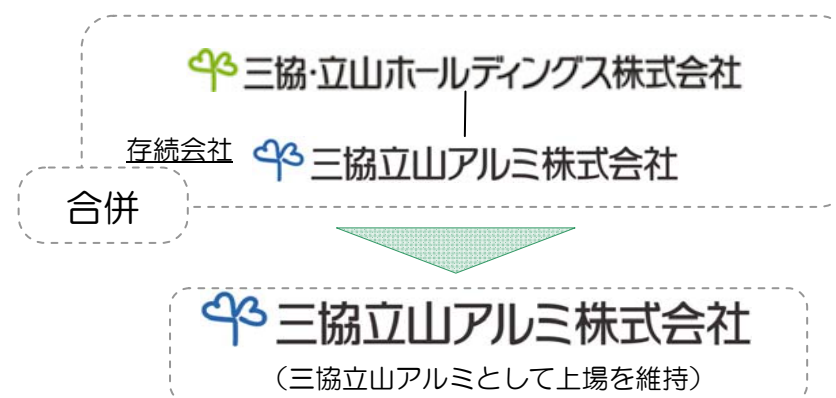 三協・立山ホールディングス株式会社
存続会社 三協立山アルミ株式会社
合併
三協立山アルミ株式会社
(三協立山アルミとして上場を維持)